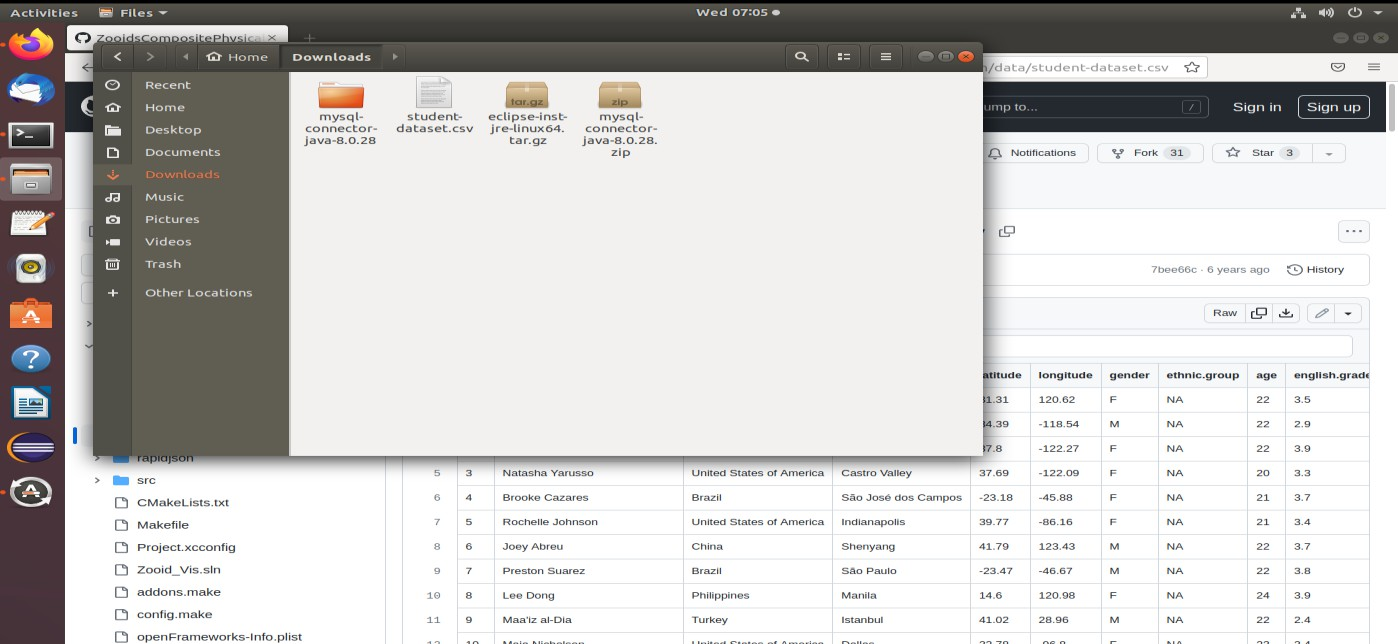 Activities Files Wed 07:05
ZooidsCompositePhysica
Home Downloads
n/data/student-dataset.csv
Recent
Home
Desktop
Documents
Downloads
Music
Pictures
Videos
Trash
Other Locations
mysql-
connector-
java-8.0.28
student-
dataset.csv
tar.gz
eclipse-inst-
jre-linux64.
tar.gz
zip
mysql-
connector-
java-8.0.28.
zip
ump to... / Sign in Sign up
Notifications Fork 31 Star 3
7bee66c · 6 years ago History
Raw
atitude longitude gender ethnic.group age english.grade
31.31 120.62 F NA 22 3.5
34.39 -118.54 M NA 22 2.9
37.8 -122.27 F NA 22 3.9
5 3 Natasha Yarusso United States of America Castro Valley 37.69 -122.09 F NA 20 3.3
6 4 Brooke Cazares Brazil São José dos Campos -23.18 -45.88 F NA 21 3.7
7 5 Rochelle Johnson United States of America Indianapolis 39.77 -86.16 F NA 21 3.4
8 6 Joey Abreu China Shenyang 41.79 123.43 M NA 22 3.7
9 7 Preston Suarez Brazil São Paulo -23.47 -46.67 M NA 22 3.8
10 8 Lee Dong Philippines Manila 14.6 120.98 F NA 24 3.9
11 9 Maa'iz al-Dia Turkey Istanbul 41.02 28.96 M NA 22 2.4
rapidjson
src
CMakeLists.txt
Makefile
Project.xcconfig
Zooid_Vis.sln
addons.make
config.make
openFrameworks-Info.plist